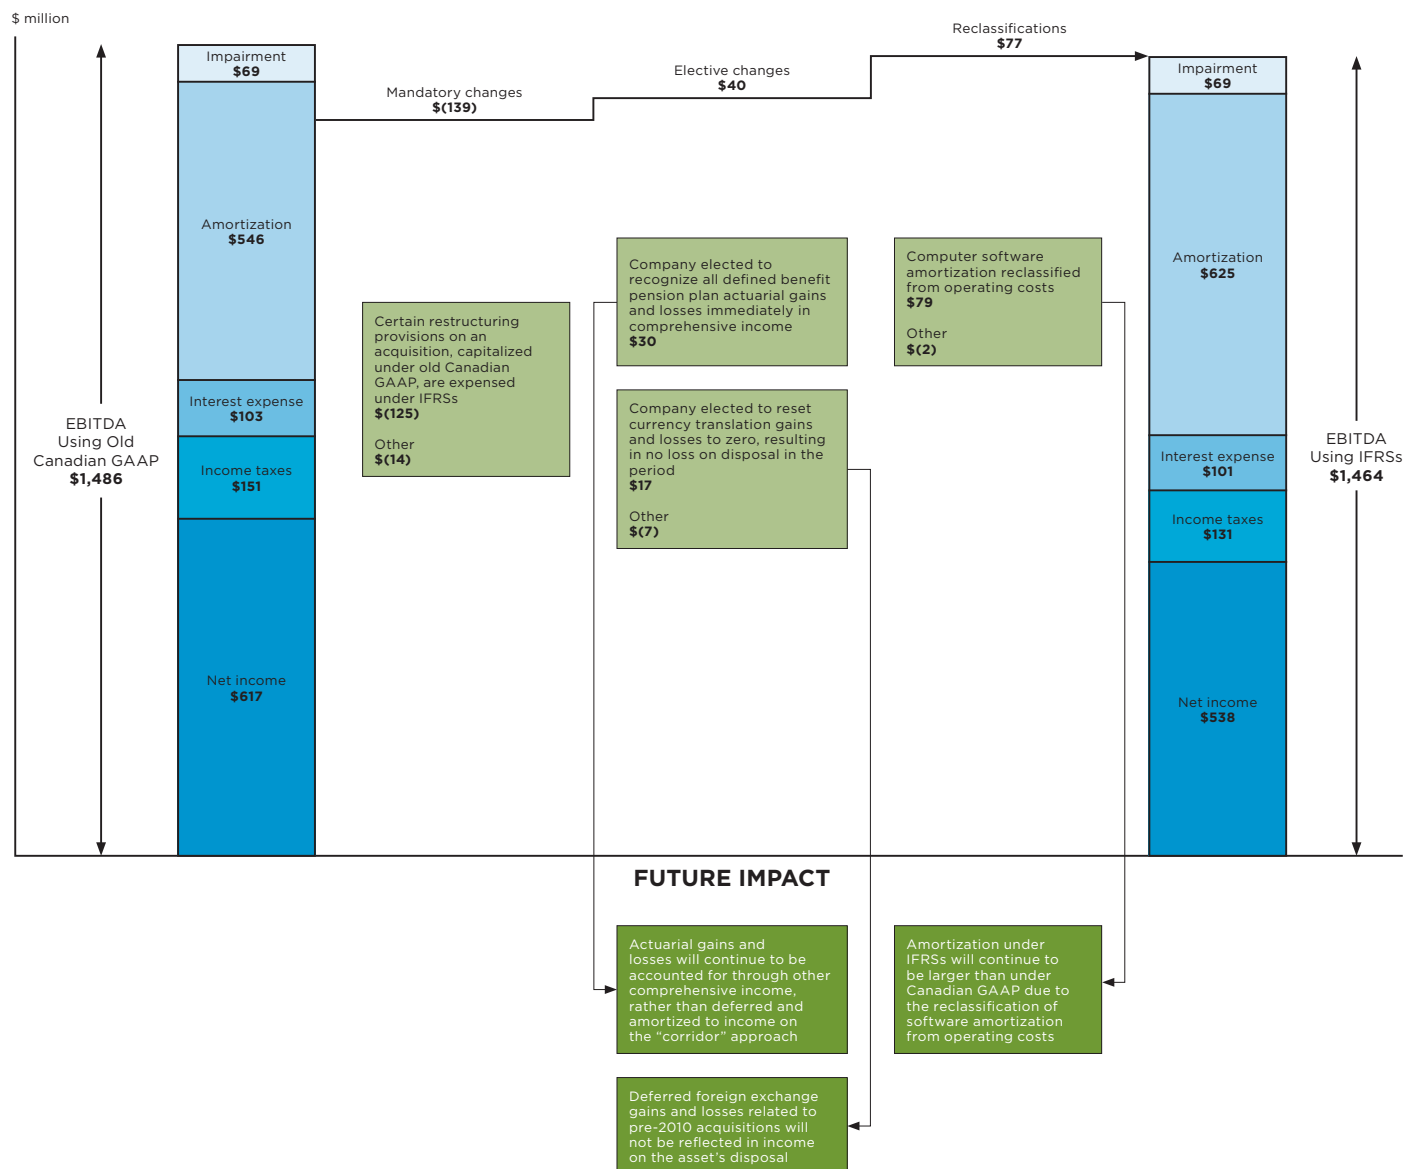 $ million
Reclassifications
$77
Elective changes
$40
Mandatory changes
$(139)
Impairment
$69
Amortization
$546
Interest expense
$103
Income taxes
$151
Net income
$617
EBITDA
Using Old
Canadian GAAP
$1,486
Certain restructuring
provisions on an
acquisition, capitalized
under old Canadian
GAAP, are expensed
under IFRSs
$(125)
Other
$(14)
Company elected to
recognize all defined benefit
pension plan actuarial gains
and losses immediately in
comprehensive income
$30
Company elected to reset
currency translation gains
and losses to zero, resulting
in no loss on disposal in the
period
$17
Other
$(7)
Computer software
amortization reclassified
from operating costs
$79
Other
$(2)
Impairment
$69
Amortization
$625
Interest expense
$101
Income taxes
$131
Net income
$538
EBITDA
Using IFRSs
$1,464
FUTURE IMPACT
Actuarial gains and
losses will continue to be
accounted for through other
comprehensive income,
rather than deferred and
amortized to income on
the “corridor” approach
Amortization under
IFRSs will continue to
be larger than under
Canadian GAAP due to
the reclassification of
software amortization
from operating costs
Deferred foreign exchange
gains and losses related to
pre-2010 acquisitions will
not be reflected in income
on the asset’s disposal